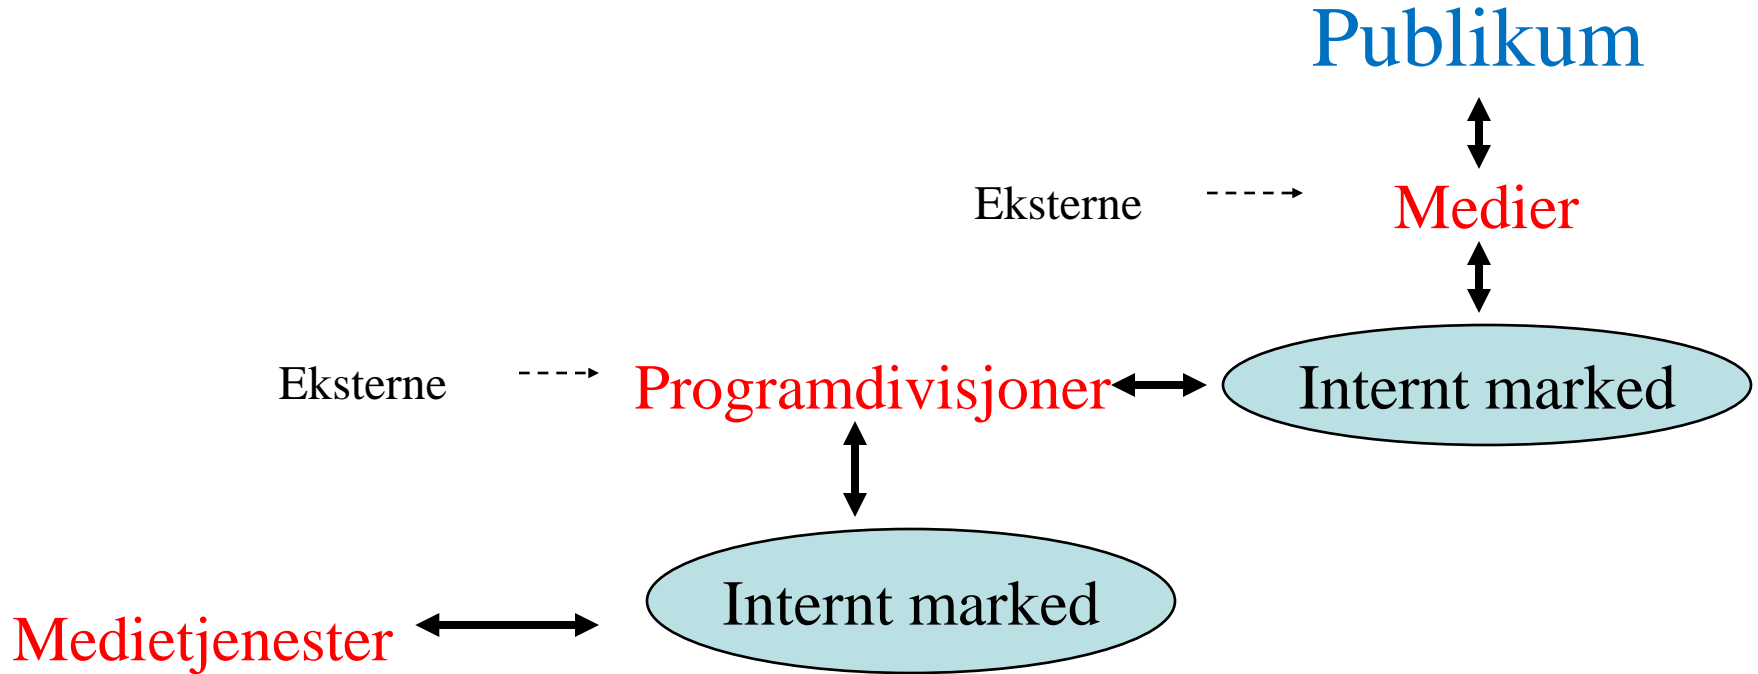 Publikum
Eksterne
Medier
Eksterne
Programdivisjoner
Internt marked
Internt marked
Medietjenester